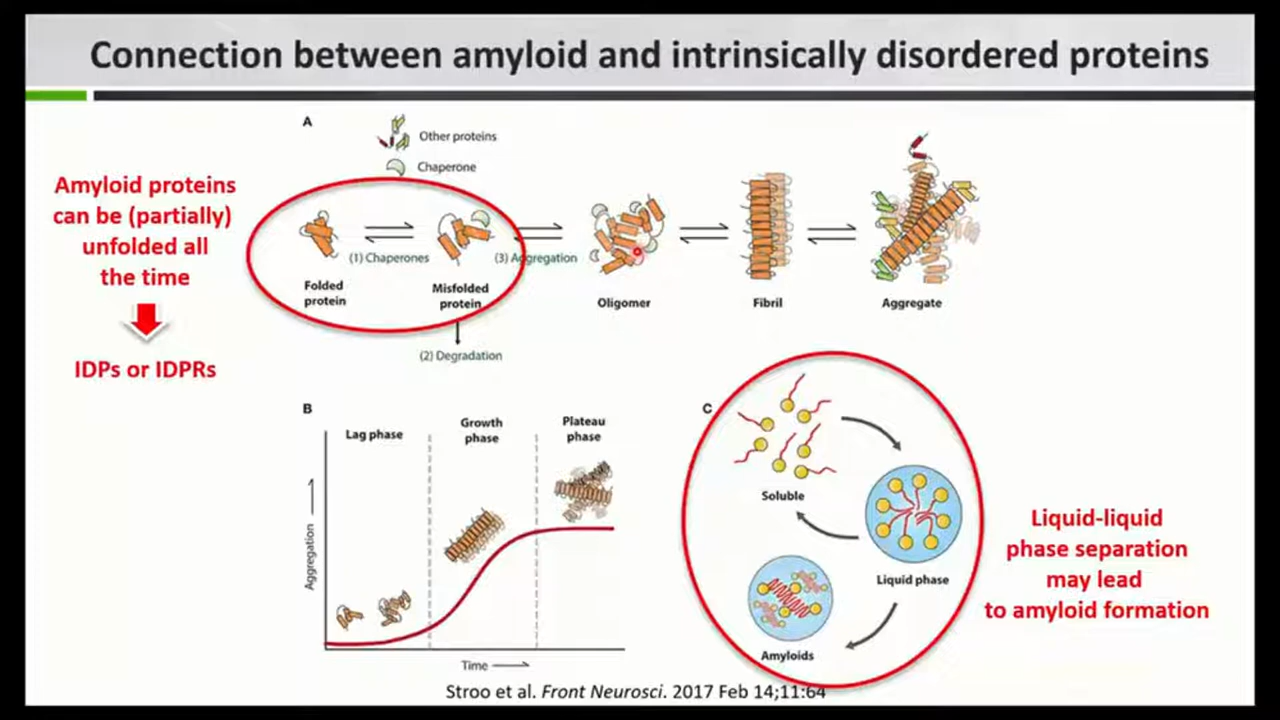 Connection between amyloid and intrinsically disordered proteins
Amyloid proteins
can be (partially)
unfolded all
the time
IDPs or IDPRs
A
Other proteins
Chaperone
(1) Chaperones
(3) Aggregation
Folded
protein
Misfolded
protein
Oligomer
Fibril
Aggregate
(2) Degradation
B
Lag phase
Growth
phase
Plateau
phase
Aggregation
Time
C
Soluble
Liquid phase
Amyloids
Liquid-liquid
phase separation
may lead
to amyloid formation
Stroo et al. Front Neurosci. 2017 Feb 14;11:64